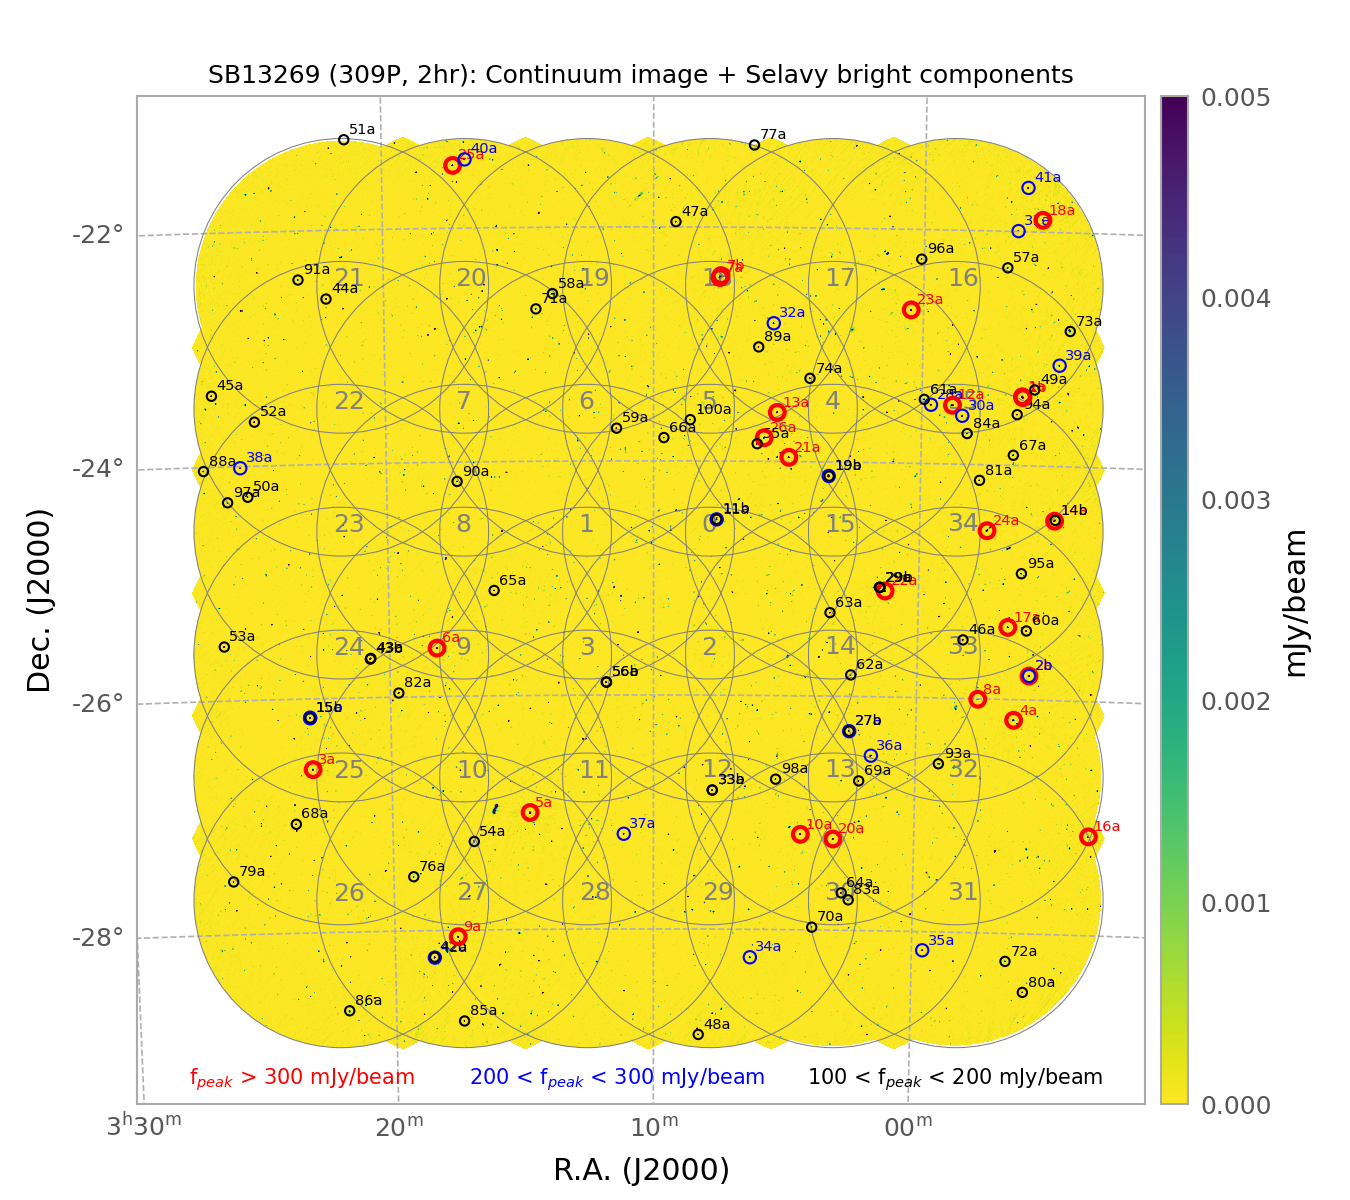 SB13269 (309P, 2hr): Continuum image + Selavy bright components
0.005
51a
77a
40a
41a
18a
47a
-22°
96a
57a
91a
21
20
19
17
16
7b
44a
58a
71a
0.004
23a
32a
73a
89a
39a
74a
45a
22
7
6
5
4
61a
49a
52a
59a
66a
100a
13a
30a
84a
-24°
88a
38a
90a
21a
19b
67a
81a
97a
50a
0.003
23
8
1
11b
15
34
24a
14b
95a
65a
63a
46a
60a
53a
24
43b
6a
9
3
2
14
33
Dec. (J2000)
mJy/beam
82a
56b
62a
2b
8a
4a
-26°
15b
27b
0.002
36a
93a
3a
25
10
11
12
33b
98a
13
69a
32
68a
5a
54a
37a
10a
20a
16a
79a
76a
26
27
28
29
64a
83a
31
0.001
9a
70a
-28°
34a
35a
72a
80a
86a
85a
48a
f peak > 300 mJy/beam
200 < f peak < 300 mJy/beam
100 < f peak < 200 mJy/beam
0.000
3h30m
20m
10m
00m
R.A. (J2000)